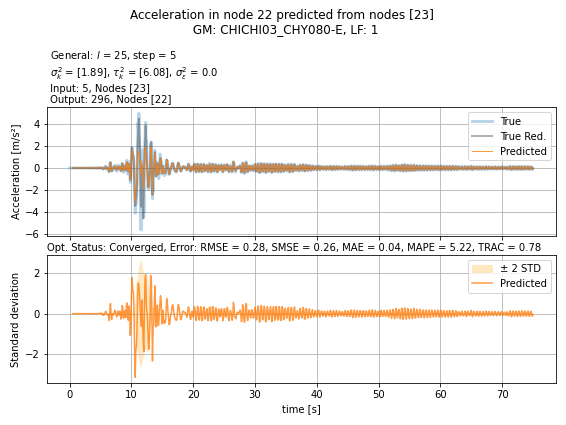 Acceleration in node 22 predicted from nodes [23]
GM: CHICHI03_CHY080-E, LF: 1
General: l = 25, step = 5
σ²ₖ = [1.89], τ²ₖ = [6.08], σ²ε = 0.0
Input: 5, Nodes [23]
Output: 296, Nodes [22]
Acceleration [m/s²]
4
2
0
−2
−4
−6
True
True Red.
Predicted
Opt. Status: Converged, Error: RMSE = 0.28, SMSE = 0.26, MAE = 0.04, MAPE = 5.22, TRAC = 0.78
Standard deviation
2
0
−2
± 2 STD
Predicted
0 10 20 30 40 50 60 70
time [s]